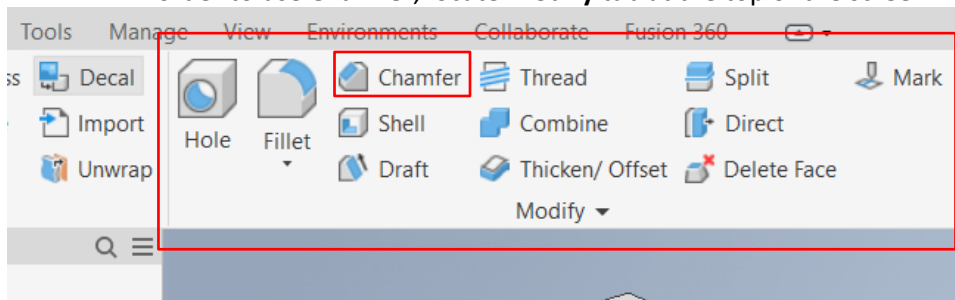 Tools Manage View Environments Collaborate Fusion 360
Decal
Import
Unwrap
Hole
Fillet
Chamfer
Shell
Draft
Thread
Combine
Thicken/ Offset
Split
Direct
Delete Face
Mark
Modify